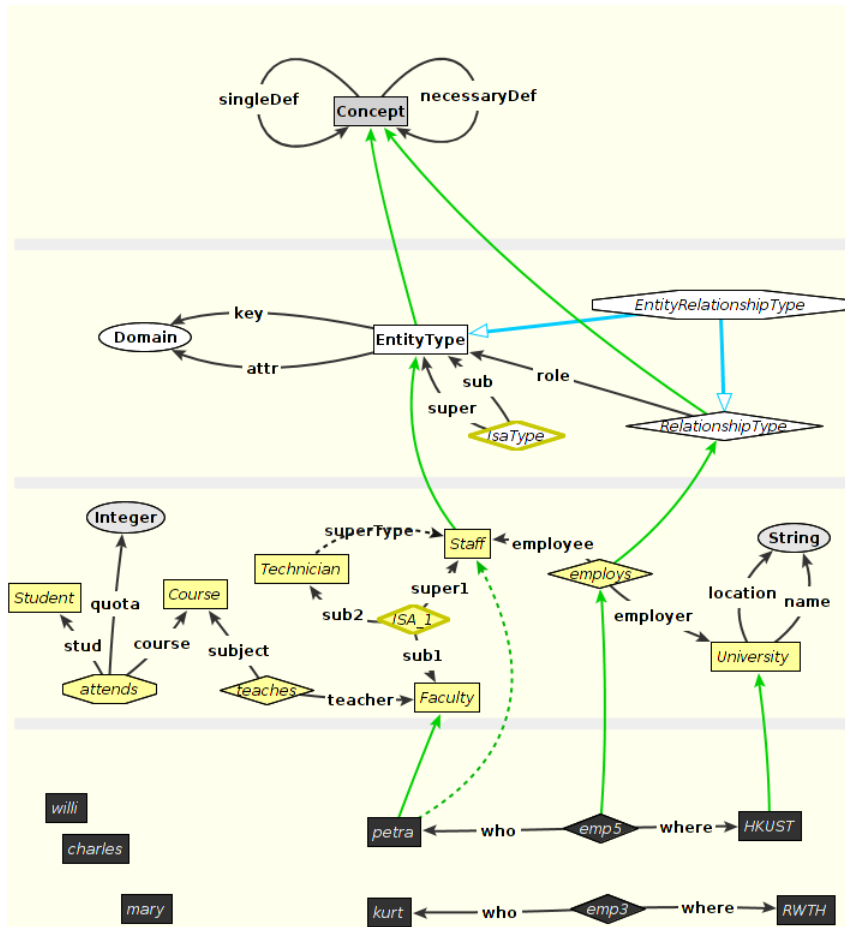 singleDef
necessaryDef
Concept
EntityRelationshipType
key
Domain
EntityType
attr
role
sub
super
IsaType
RelationshipType
Integer
superType
Staff
employee
String
Technician
employs
Student
Course
quota
super1
location
name
sub2
ISA_1
employer
stud
course
subject
sub1
University
attends
teaches
teacher
Faculty
willi
charles
petra
who
emp5
where
HKUST
mary
kurt
who
emp3
where
RWTH